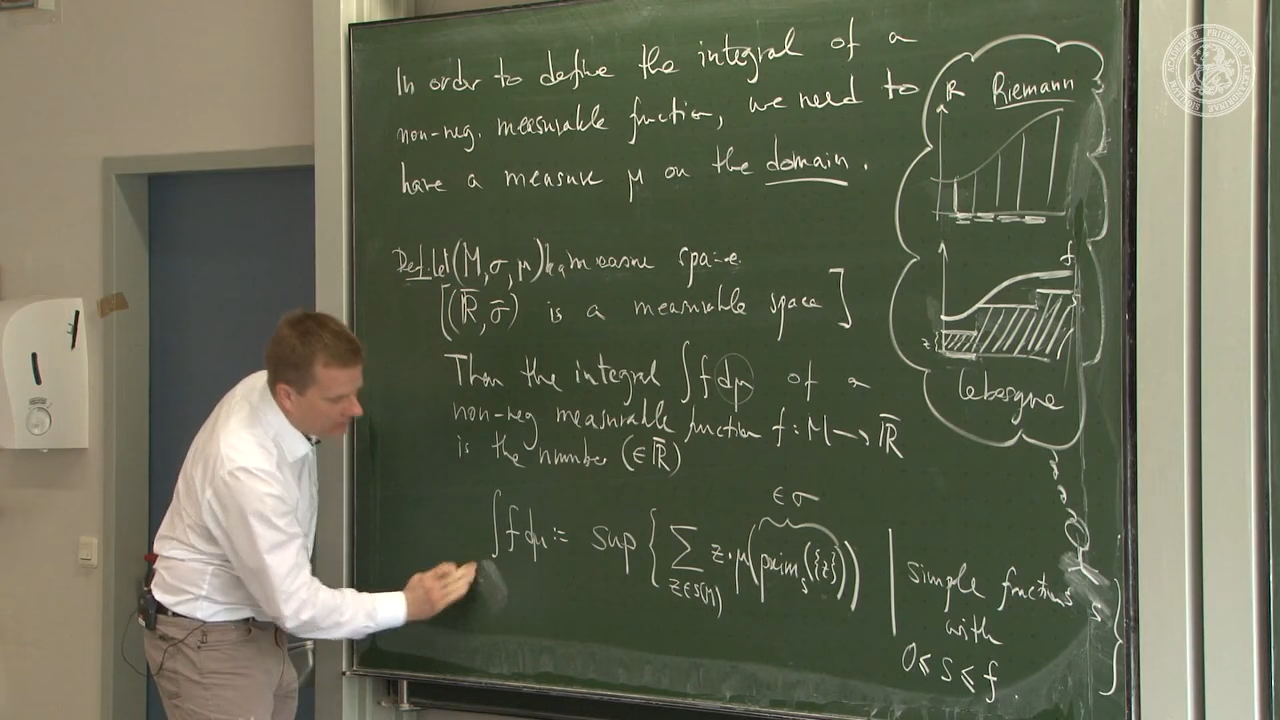 In order to define the integral of a
non-neg. measurable function, we need to
have a measure μ on the domain.
Def: Let (M, σ, μ) be a measure space
[(ℝ̄, σ̄) is a measurable space]
Then the integral ∫f dμ of a
non-neg measurable function f: M → ℝ̄
is the number (∈ ℝ̄)
∫f dμ := sup { ∑ z·μ(preim_s({z})) | simple functions s
z∈s(M)
∈ σ
with
0 ≤ s ≤ f }
ℝ Riemann
f
z{
Lebesgue